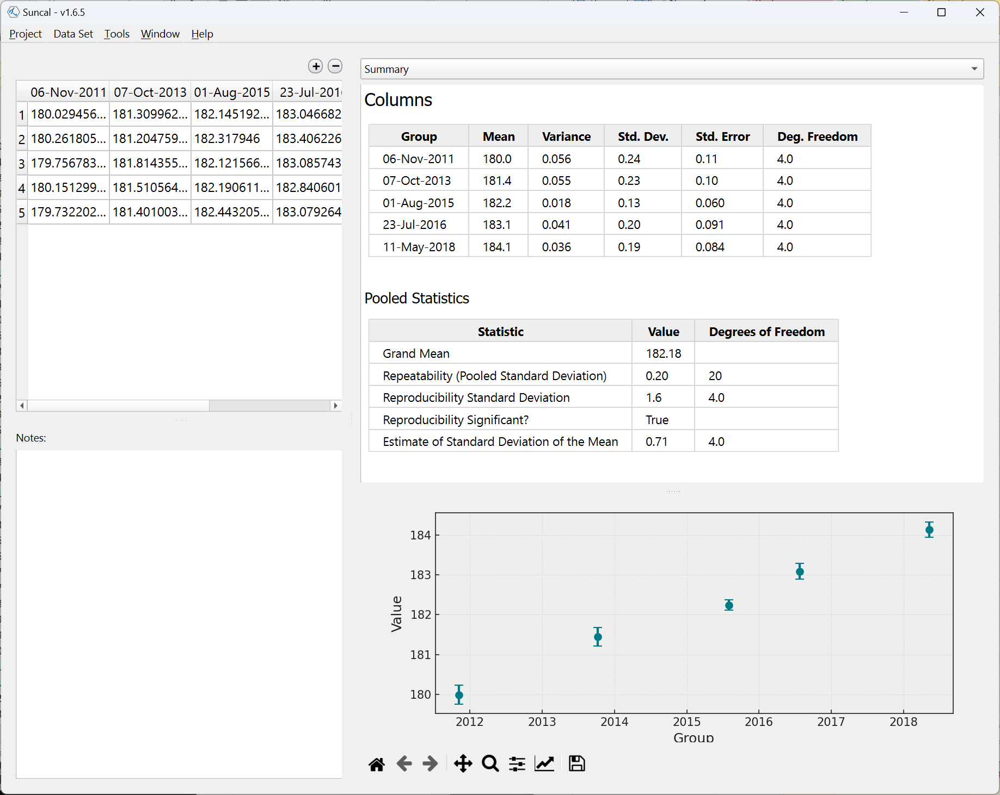 Suncal - v1.6.5
Project Data Set Tools Window Help
Summary
06-Nov-2011 07-Oct-2013 01-Aug-2015 23-Jul-201
1 180.029456... 181.309962... 182.145192... 183.046682
2 180.261805... 181.204759... 182.317946 183.406226
3 179.756783... 181.814355... 182.121566... 183.085743
4 180.151299... 181.510564... 182.190611... 182.840601
5 179.732202... 181.401003... 182.443205... 183.079264
Notes:
Columns
Group Mean Variance Std. Dev. Std. Error Deg. Freedom
06-Nov-2011 180.0 0.056 0.24 0.11 4.0
07-Oct-2013 181.4 0.055 0.23 0.10 4.0
01-Aug-2015 182.2 0.018 0.13 0.060 4.0
23-Jul-2016 183.1 0.041 0.20 0.091 4.0
11-May-2018 184.1 0.036 0.19 0.084 4.0
Pooled Statistics
Statistic Value Degrees of Freedom
Grand Mean 182.18
Repeatability (Pooled Standard Deviation) 0.20 20
Reproducibility Standard Deviation 1.6 4.0
Reproducibility Significant? True
Estimate of Standard Deviation of the Mean 0.71 4.0
184
183
182
181
180
Value
2012 2013 2014 2015 2016 2017 2018
Group